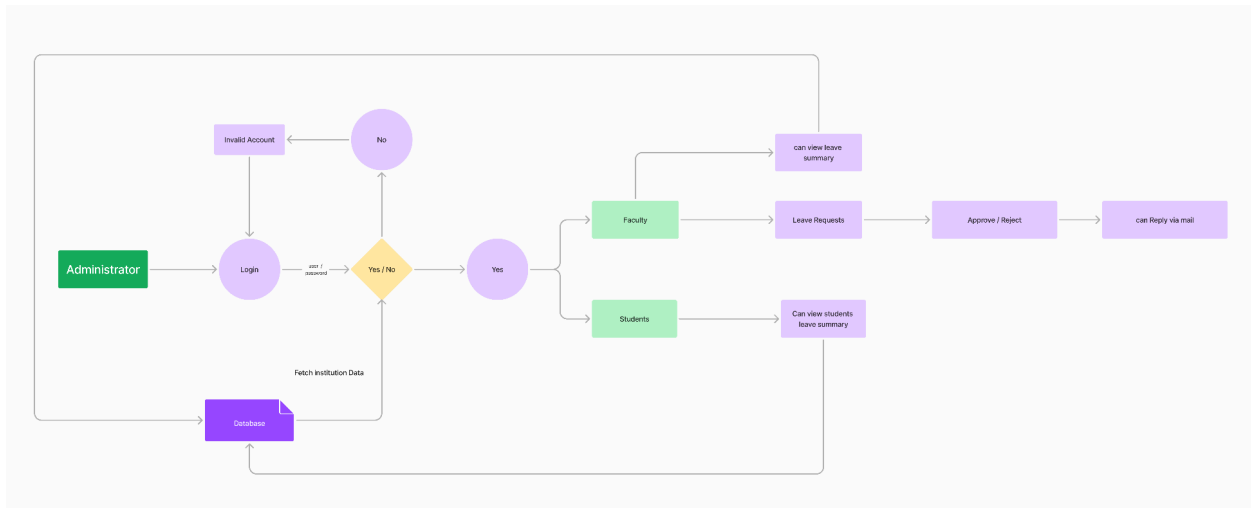 Invalid Account
No
can view leave
summary
Faculty
Leave Requests
Approve / Reject
can Reply via mail
Administrator
Login
user /
password
Yes / No
Yes
Students
Can view students
leave summary
Fetch Institution Data
Database